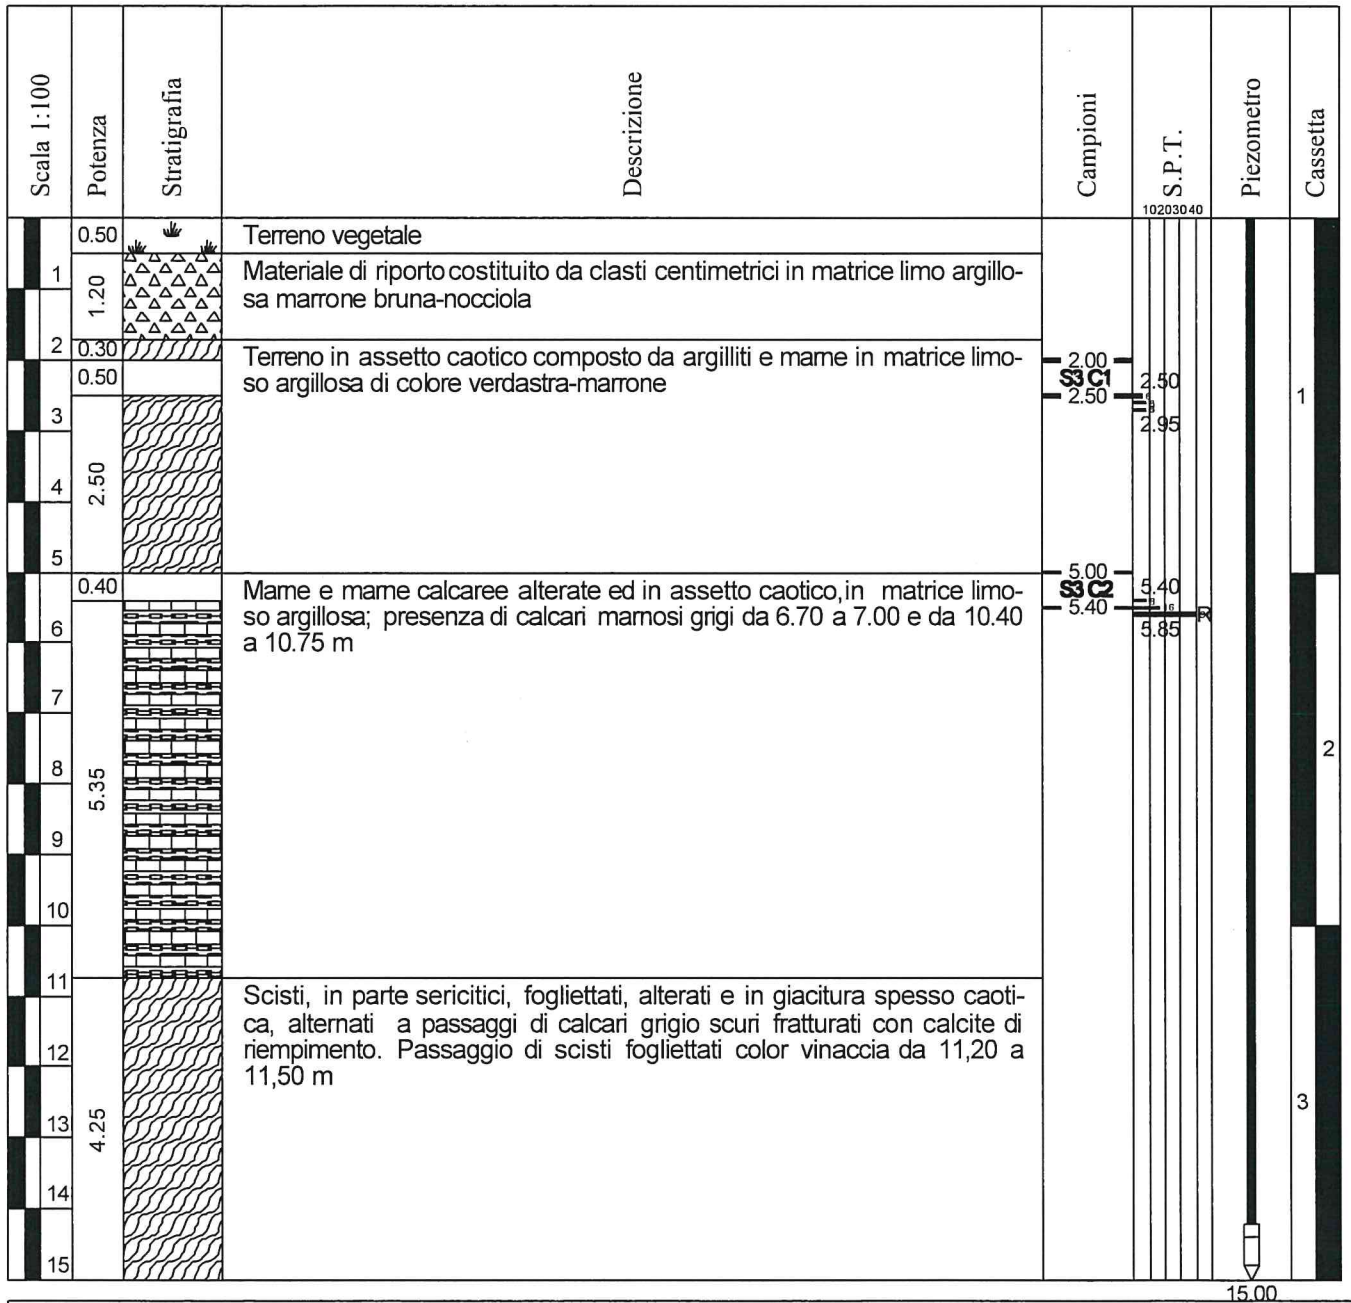 Scala 1:100
Potenza
Stratigrafia
Descrizione
Campioni
S.P.T.
Piezometro
Cassetta
10203040
0.50
Terreno vegetale
1
1.20
Materiale di riporto costituito da clasti centimetrici in matrice limo argillo-
sa marrone bruna-nocciola
2
0.30
Terreno in assetto caotico composto da argilliti e marne in matrice limo-
so argillosa di colore verdastra-marrone
0.50
2.00
S3 C1
2.50
2.50
2.95
1
3
2.50
4
5
0.40
Marne e marne calcaree alterate ed in assetto caotico, in matrice limo-
so argillosa; presenza di calcari marnosi grigi da 6.70 a 7.00 e da 10.40
a 10.75 m
5.00
S3 C2
5.40
5.40
16
R
5.85
6
7
2
8
5.35
9
10
11
Scisti, in parte sericitici, fogliettati, alterati e in giacitura spesso caoti-
ca, alternati a passaggi di calcari grigio scuri fratturati con calcite di
riempimento. Passaggio di scisti fogliettati color vinaccia da 11,20 a
11,50 m
12
3
13
4.25
14
15
15.00